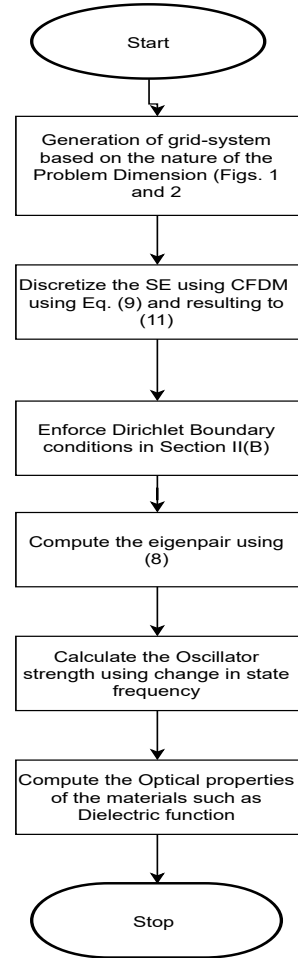 Start
Generation of grid-system
based on the nature of the
Problem Dimension (Figs. 1
and 2
Discretize the SE using CFDM
using Eq. (9) and resulting to
(11)
Enforce Dirichlet Boundary
conditions in Section II(B)
Compute the eigenpair using
(8)
Calculate the Oscillator
strength using change in state
frequency
Compute the Optical properties
of the materials such as
Dielectric function
Stop